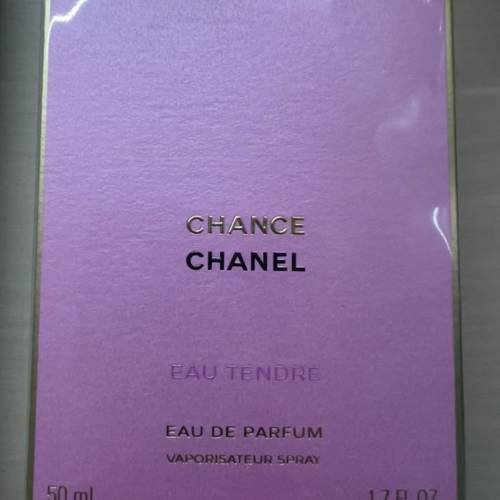 CHANCE
CHANEL
EAU TENDRE
EAU DE PARFUM
VAPORISATEUR SPRAY
50 ml 1.7 FL. OZ.